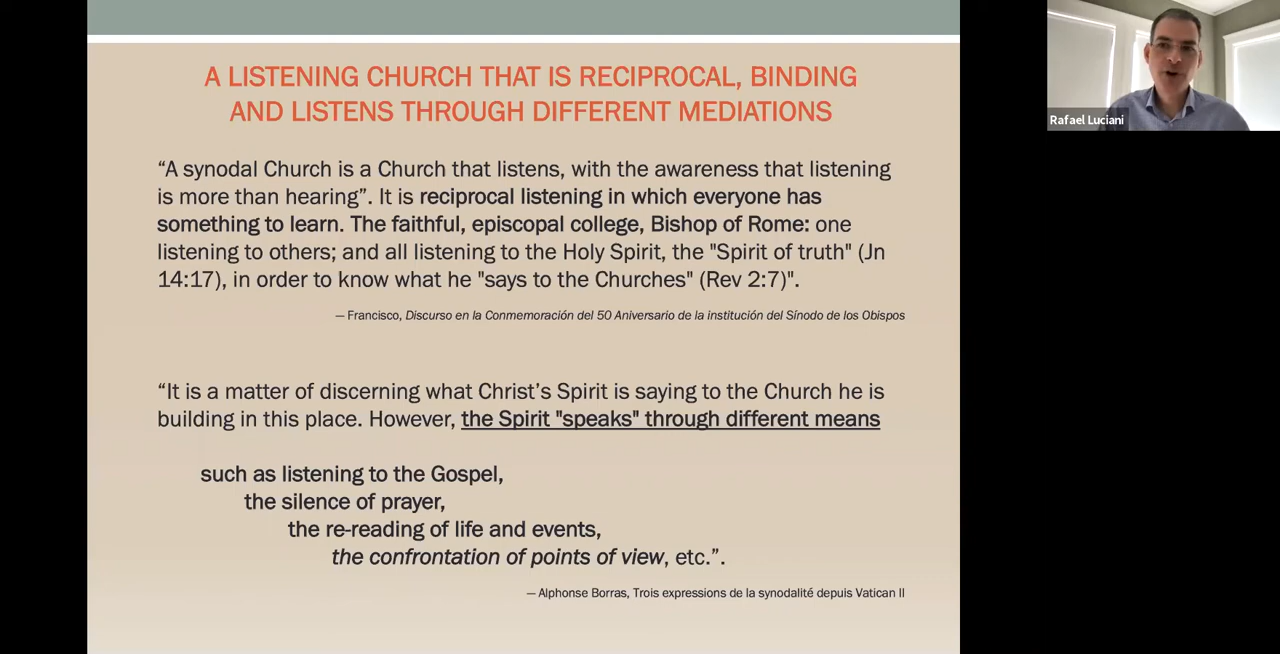 A LISTENING CHURCH THAT IS RECIPROCAL, BINDING
AND LISTENS THROUGH DIFFERENT MEDIATIONS
“A synodal Church is a Church that listens, with the awareness that listening
is more than hearing”. It is reciprocal listening in which everyone has
something to learn. The faithful, episcopal college, Bishop of Rome: one
listening to others; and all listening to the Holy Spirit, the "Spirit of truth" (Jn
14:17), in order to know what he "says to the Churches" (Rev 2:7)".
— Francisco, Discurso en la Conmemoración del 50 Aniversario de la institución del Sínodo de los Obispos
“It is a matter of discerning what Christ’s Spirit is saying to the Church he is
building in this place. However, the Spirit "speaks" through different means
such as listening to the Gospel,
the silence of prayer,
the re-reading of life and events,
the confrontation of points of view, etc.”.
— Alphonse Borras, Trois expressions de la synodalité depuis Vatican II
Rafael Luciani